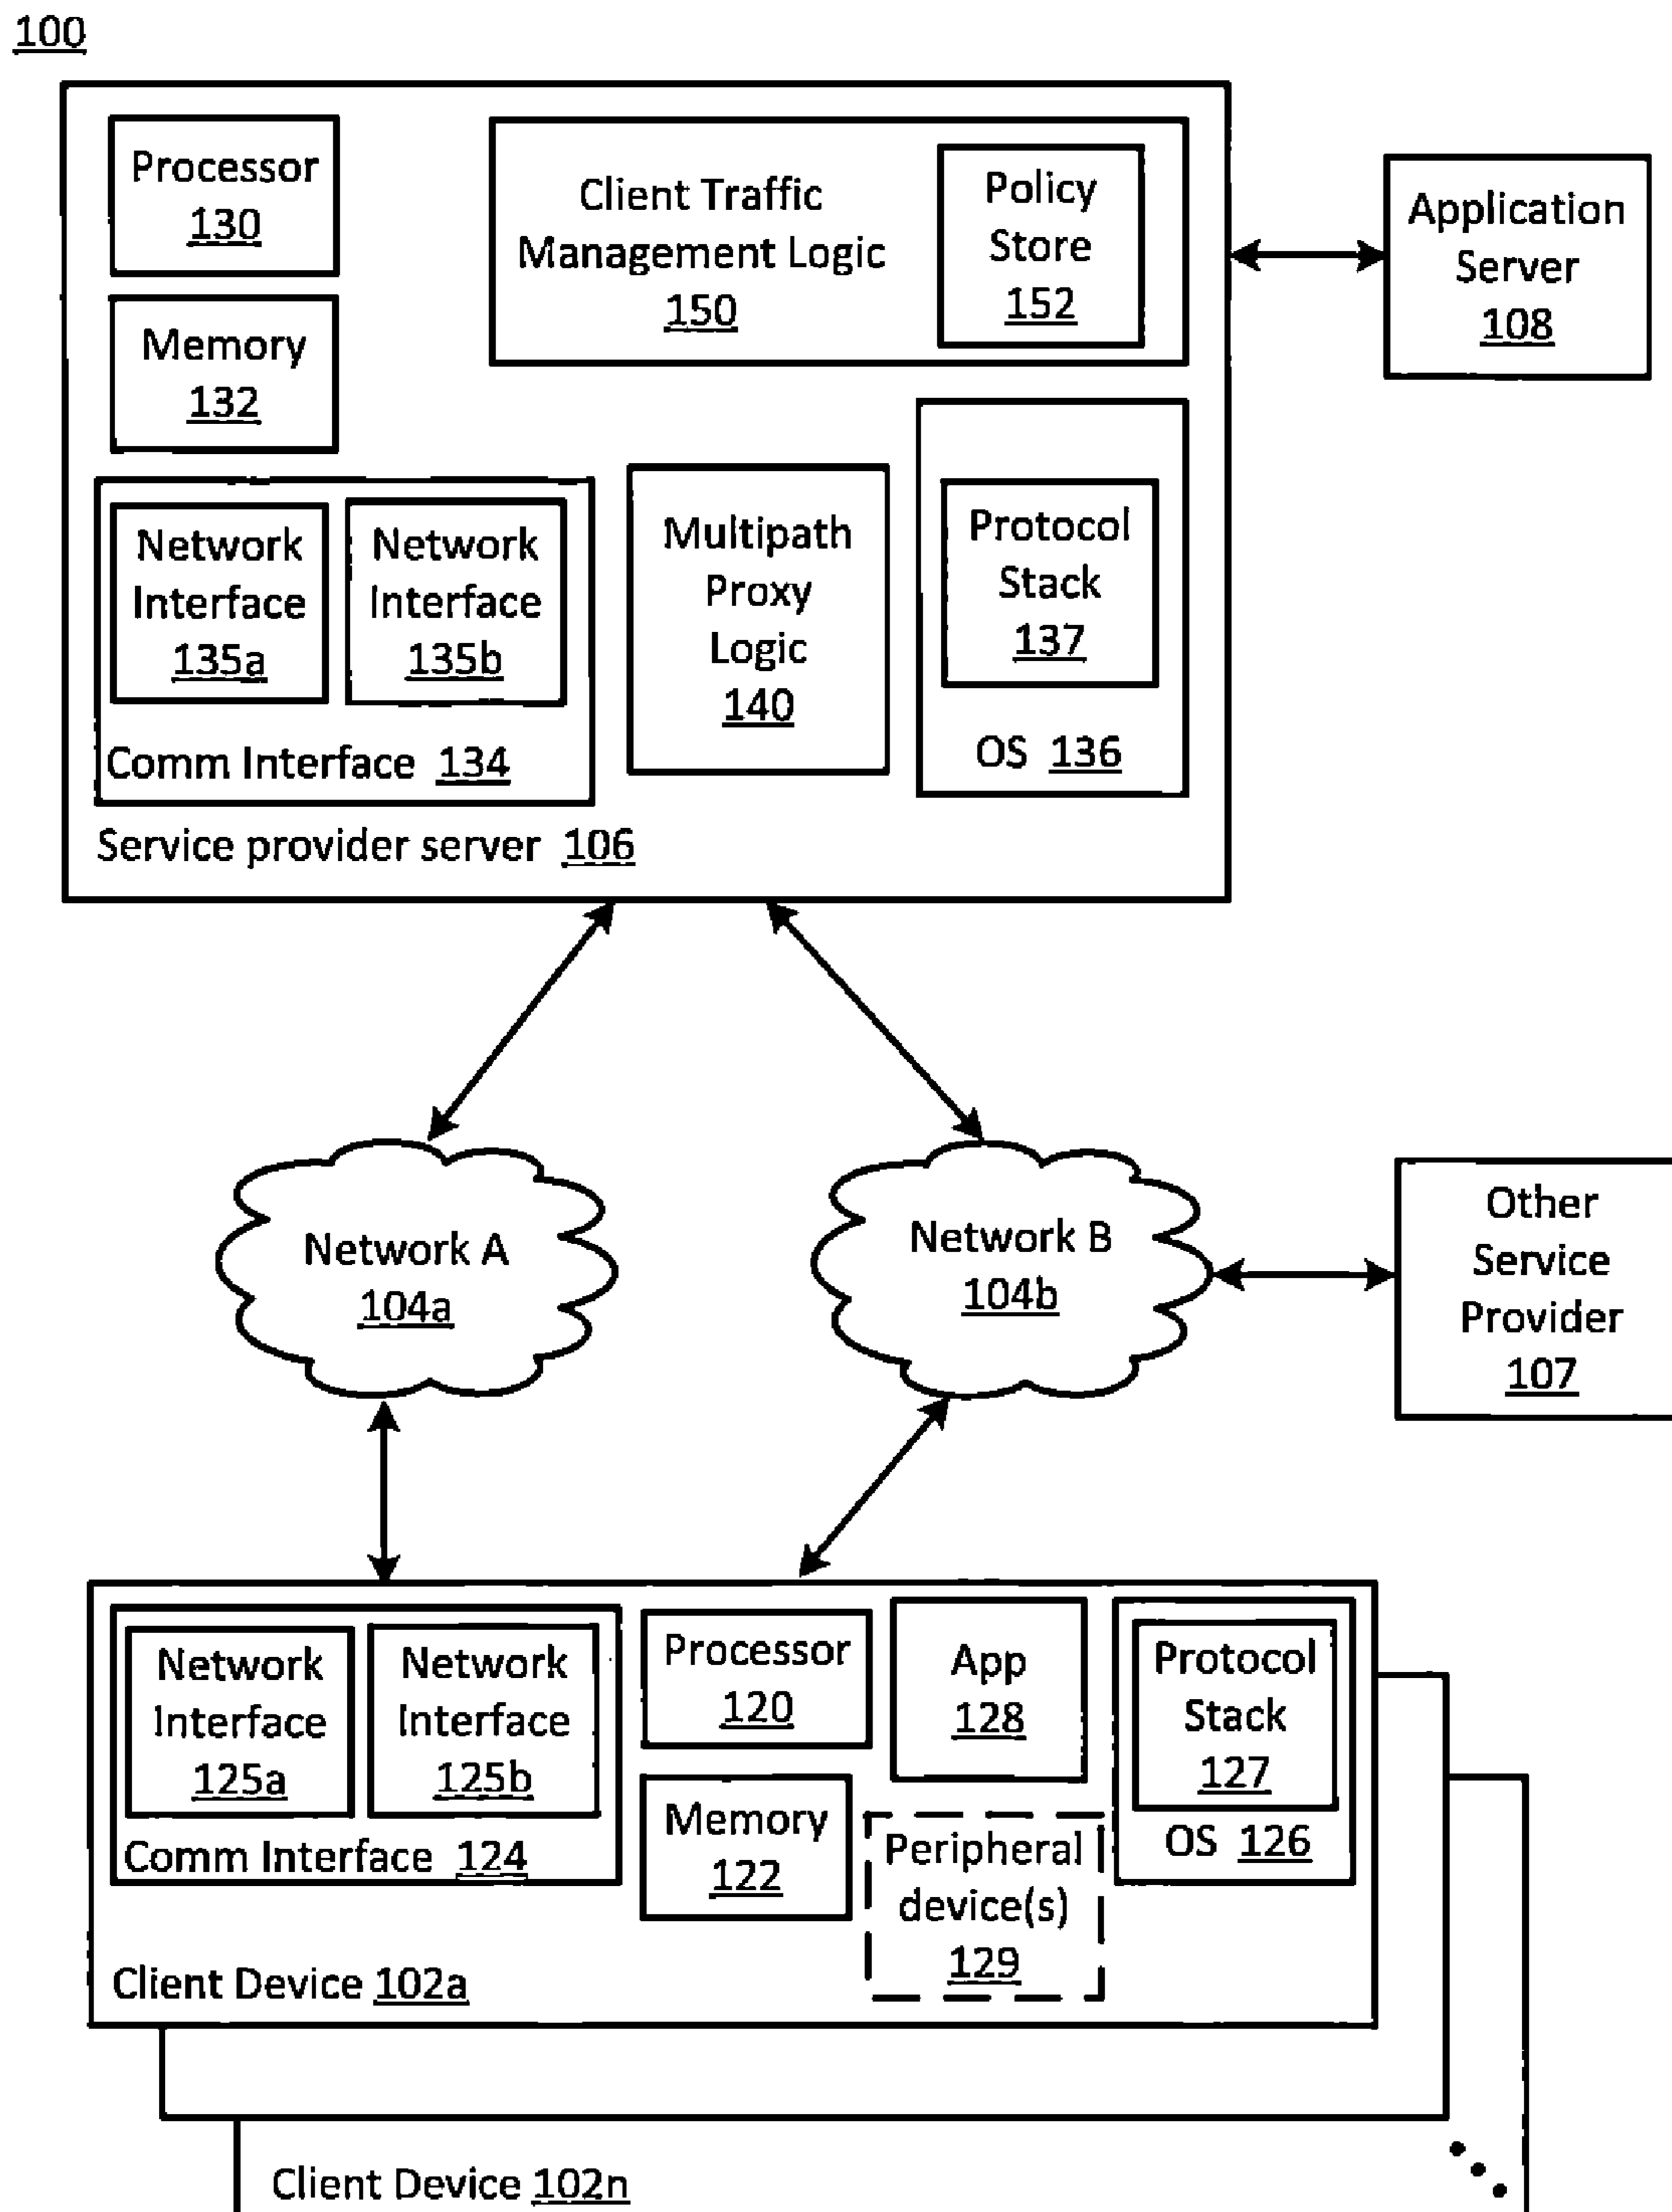 100
Processor
130
Client Traffic
Management Logic
150
Policy
Store
152
Application
Server
108
Memory
132
Network
Interface
135a
Network
Interface
135b
Comm Interface 134
Multipath
Proxy
Logic
140
Protocol
Stack
137
OS 136
Service provider server 106
Network A
104a
Network B
104b
Other
Service
Provider
107
Network
Interface
125a
Network
Interface
125b
Comm Interface 124
Processor
120
Memory
122
App
128
Peripheral
device(s)
129
Protocol
Stack
127
OS 126
Client Device 102a
Client Device 102n